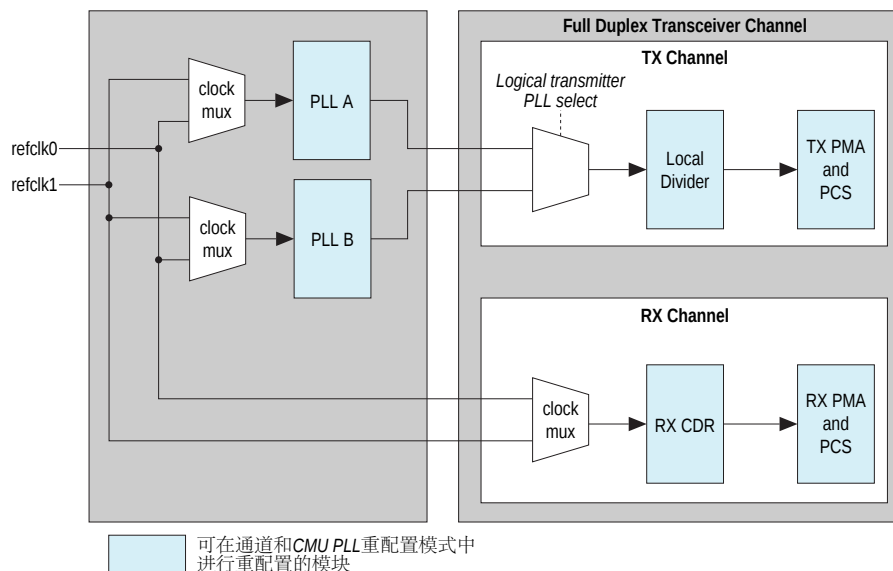 Full Duplex Transceiver Channel
TX Channel
clock
mux
PLL A
Logical transmitter
PLL select
refclk0
refclk1
Local
Divider
TX PMA
and
PCS
clock
mux
PLL B
RX Channel
clock
mux
RX CDR
RX PMA
and
PCS
可在通道和CMU PLL重配置模式中
进行重配置的模块